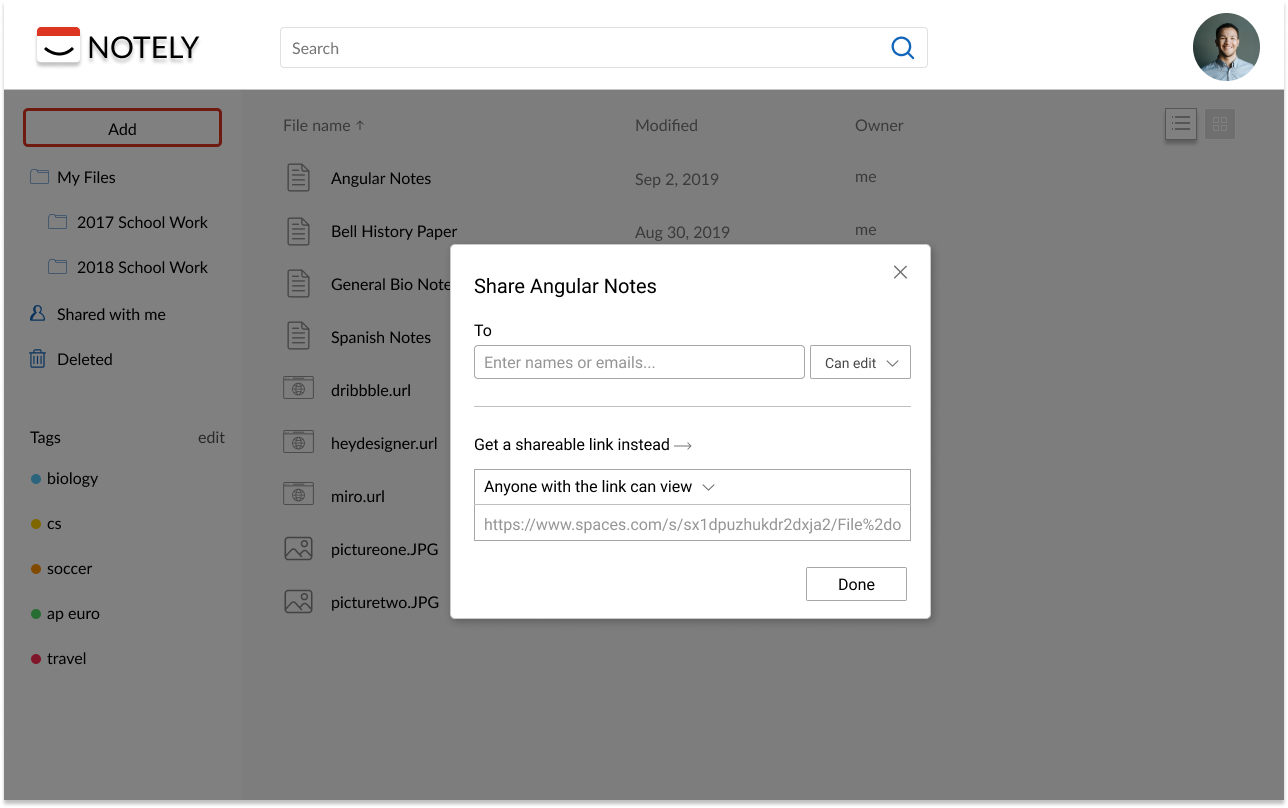 NOTELY
Search
Add
My Files
2017 School Work
2018 School Work
Shared with me
Deleted
Tags edit
biology
cs
soccer
ap euro
travel
File name ↑ Modified Owner
Angular Notes Sep 2, 2019 me
Bell History Paper Aug 30, 2019 me
General Bio Note
Spanish Notes
dribbble.url
heydesigner.url
miro.url
pictureone.JPG
picturetwo.JPG
Share Angular Notes
To
Enter names or emails... Can edit
Get a shareable link instead
Anyone with the link can view
https://www.spaces.com/s/sx1dpuzhukdr2dxja2/File%2do
Done